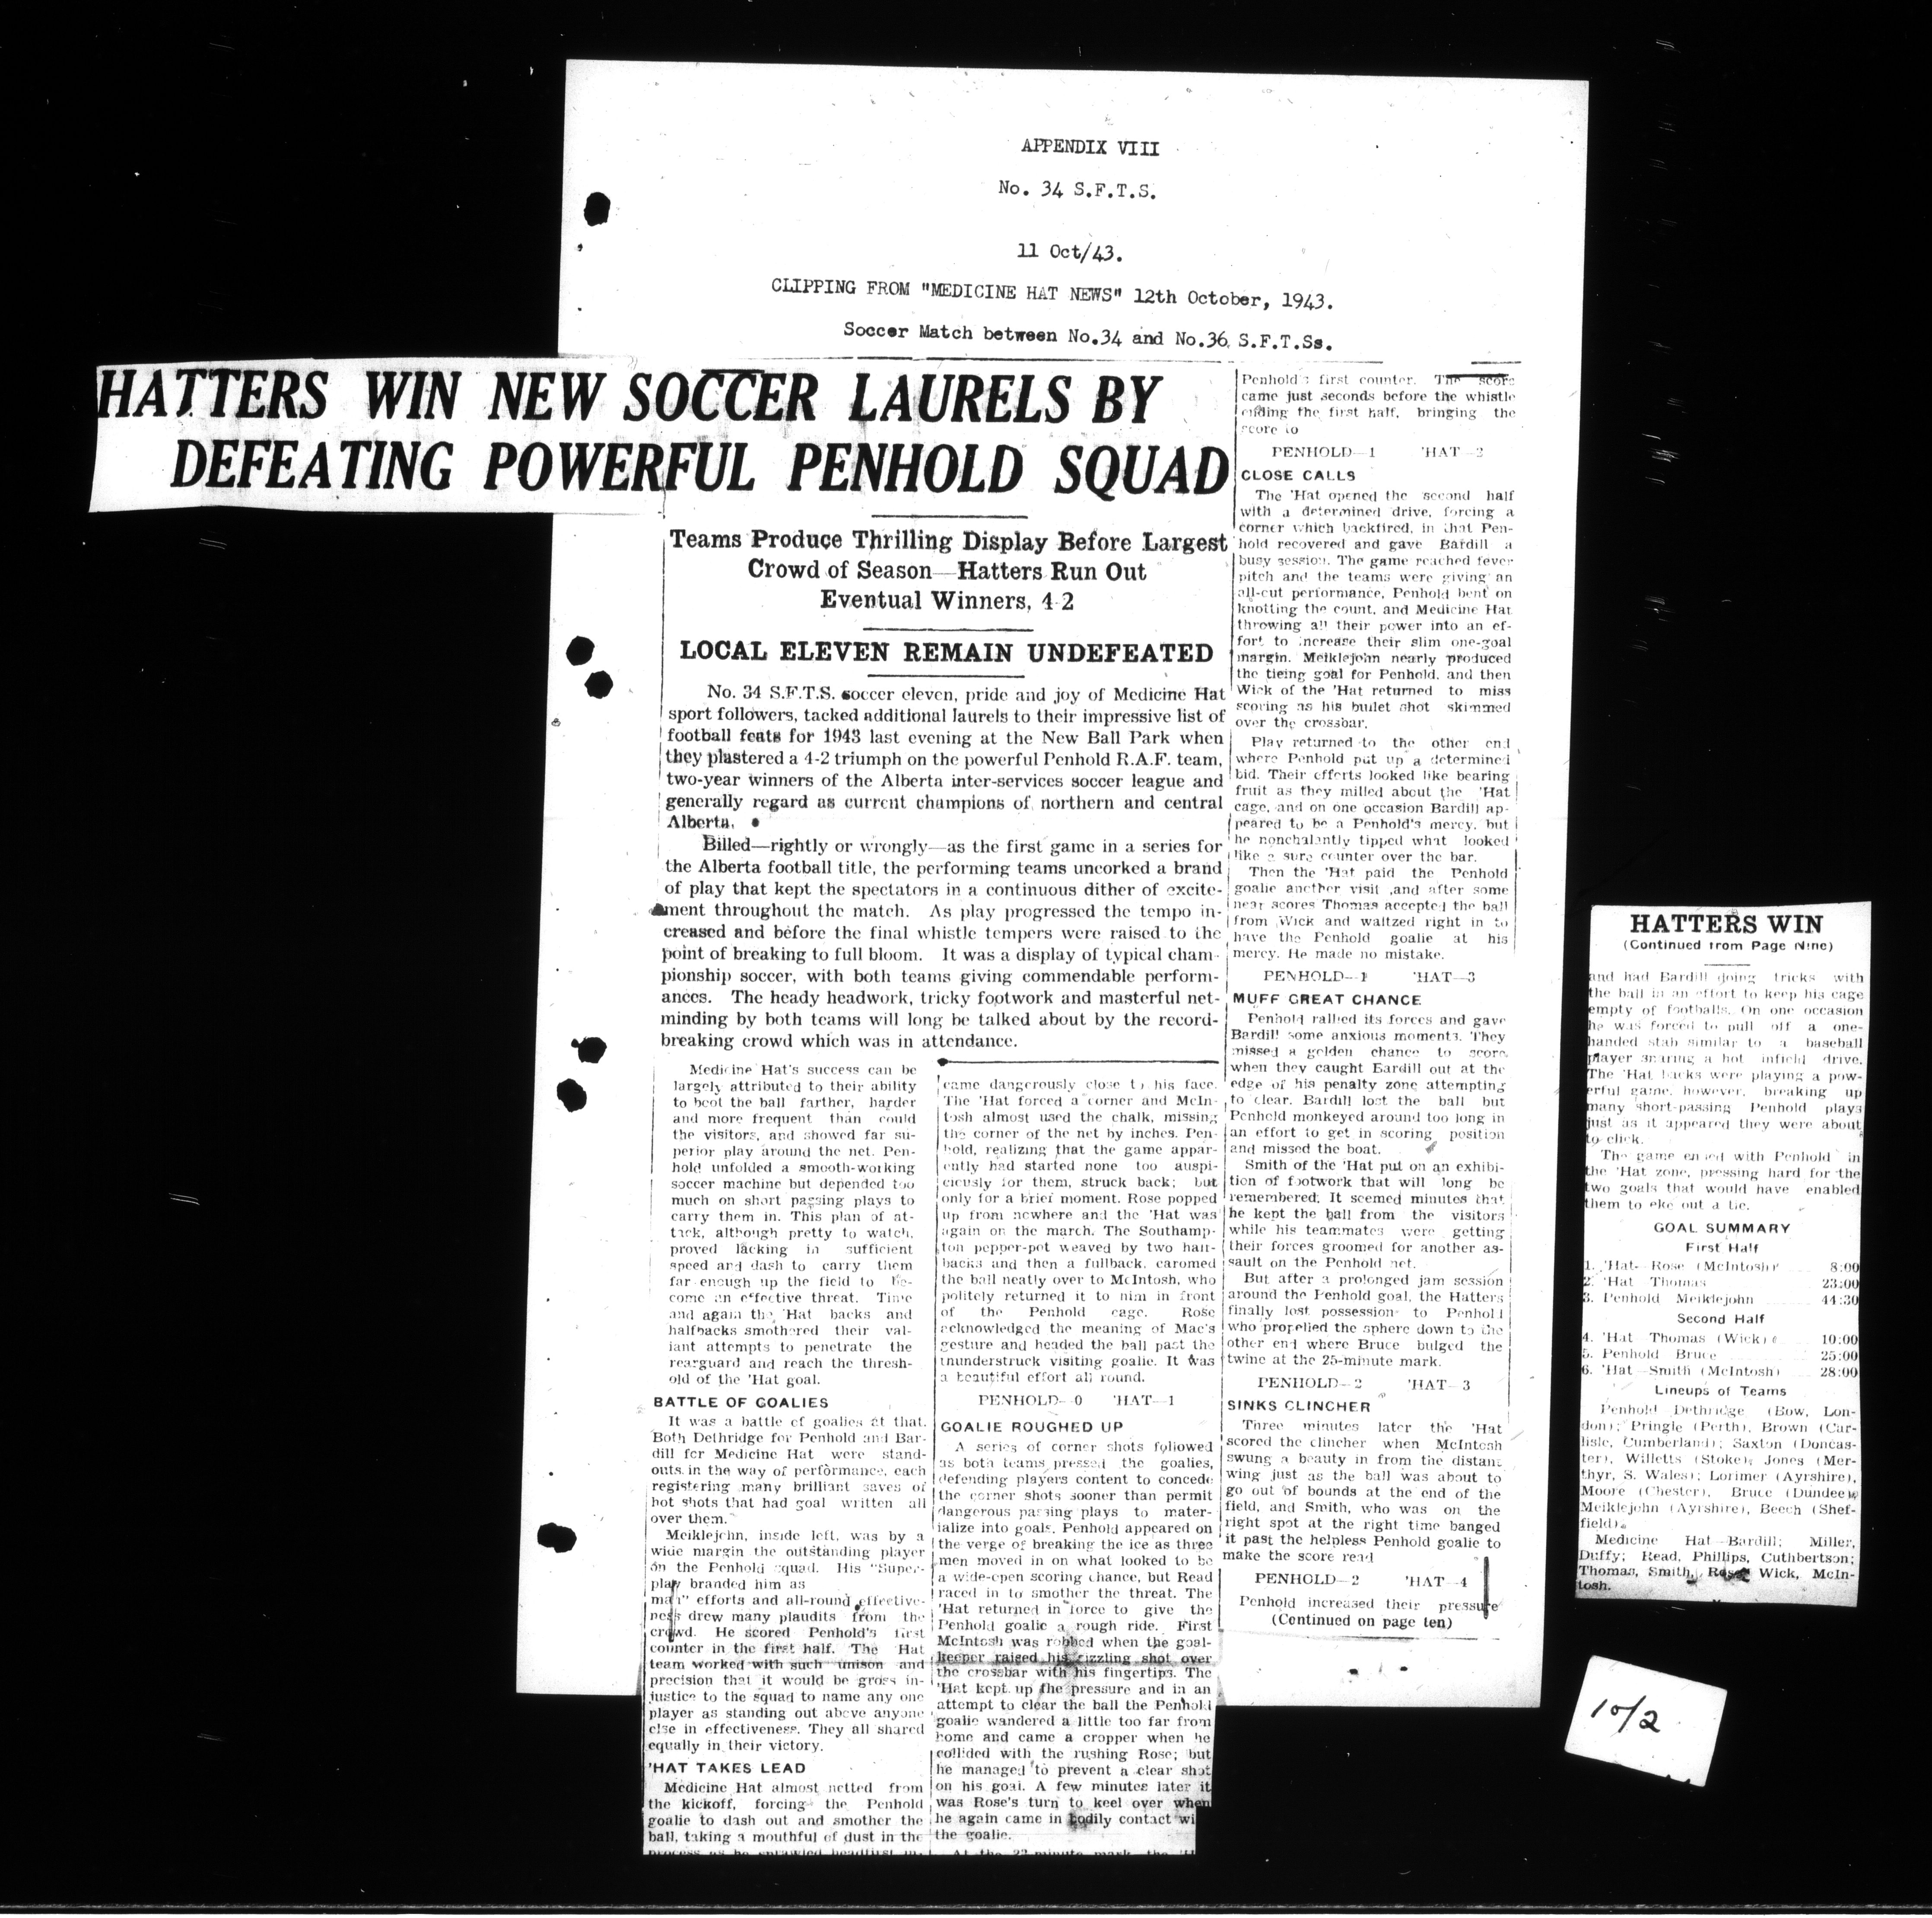 APPENDIX VIII
No. 34 S.F.T.S.
11 Oct/43.
CLIPPING FROM "MEDICINE HAT NEWS" 12th October, 1943.
Soccer Match between No.34 and No.36 S.F.T.Ss.
HATTERS WIN NEW SOCCER LAURELS BY
DEFEATING POWERFUL PENHOLD SQUAD
Teams Produce Thrilling Display Before Largest
Crowd of Season—Hatters Run Out
Eventual Winners, 4-2
LOCAL ELEVEN REMAIN UNDEFEATED
No. 34 S.F.T.S. soccer eleven, pride and joy of Medicine Hat
sport followers, tacked additional laurels to their impressive list of
football feats for 1943 last evening at the New Ball Park when
they plastered a 4-2 triumph on the powerful Penhold R.A.F. team,
two-year winners of the Alberta inter-services soccer league and
generally regard as current champions of northern and central
Alberta.
Billed—rightly or wrongly—as the first game in a series for
the Alberta football title, the performing teams uncorked a brand
of play that kept the spectators in a continuous dither of excite-
ment throughout the match. As play progressed the tempo in-
creased and before the final whistle tempers were raised to the
point of breaking to full bloom. It was a display of typical cham-
pionship soccer, with both teams giving commendable perform-
ances. The heady headwork, tricky footwork and masterful net-
minding by both teams will long be talked about by the record-
breaking crowd which was in attendance.
Medicine Hat's success can be
largely attributed to their ability
to boot the ball farther, harder
and more frequent than could
the visitors, and showed far su-
perior play around the net. Pen-
hold unfolded a smooth-working
soccer machine but depended too
much on short passing plays to
carry them in. This plan of at-
tack, although pretty to watch,
proved lacking in sufficient
speed and dash to carry them
far enough up the field to be-
come an effective threat. Time
and again the 'Hat backs and
halfbacks smothered their val-
iant attempts to penetrate the
rearguard and reach the thresh-
old of the 'Hat goal.
BATTLE OF GOALIES
It was a battle of goalies at that.
Both Dethridge for Penhold and Bar-
dill for Medicine Hat were stand-
outs in the way of performance, each
registering many brilliant saves of
hot shots that had goal written all
over them.
Meiklejohn, inside left, was by a
wide margin the outstanding player
on the Penhold squad. His "Super-
play branded him as
man" efforts and all-round effective-
ness drew many plaudits from the
crowd. He scored Penhold's first
counter in the first half. The Hat
team worked with such unison and
precision that it would be gross in-
justice to the squad to name any one
player as standing out above anyone
else in effectiveness. They all shared
equally in their victory.
'HAT TAKES LEAD
Medicine Hat almost netted from
the kickoff, forcing the Penhold
goalie to dash out and smother the
ball, taking a mouthful of dust in the
process as he sprawled headfirst in-
came dangerously close to his face.
The 'Hat forced a corner and McIn-
tosh almost used the chalk, missing
the corner of the net by inches. Pen-
hold, realizing that the game appar-
ently had started none too auspi-
ciously for them, struck back; but
only for a brief moment. Rose popped
up from nowhere and the 'Hat was
again on the march. The Southamp-
ton pepper-pot weaved by two half-
backs and then a fullback, caromed
the ball neatly over to McIntosh, who
politely returned it to him in front
of the Penhold cage. Rose
acknowledged the meaning of Mac's
gesture and headed the ball past the
thunderstruck visiting goalie. It was
a beautiful effort all round.
PENHOLD—0 'HAT—1
GOALIE ROUGHED UP
A series of corner shots followed
as both teams pressed the goalies,
defending players content to concede
the corner shots sooner than permit
dangerous passing plays to mater-
ialize into goals. Penhold appeared on
the verge of breaking the ice as three
men moved in on what looked to be
a wide-open scoring chance, but Read
raced in to smother the threat. The
'Hat returned in force to give the
Penhold goalie a rough ride. First
McIntosh was robbed when the goal-
keeper raised his sizzling shot over
the crossbar with his fingertips. The
'Hat kept up the pressure and in an
attempt to clear the ball the Penhold
goalie wandered a little too far from
home and came a cropper when he
collided with the rushing Rose; but
he managed to prevent a clear shot
on his goal. A few minutes later it
was Rose's turn to keel over when
he again came in bodily contact wi
the goalie.
At the 22 minute mark the
Penhold's first counter. The score
came just seconds before the whistle
ending the first half, bringing the
score to
PENHOLD—1 'HAT—2
CLOSE CALLS
The 'Hat opened the second half
with a determined drive, forcing a
corner which backfired, in that Pen-
hold recovered and gave Bardill a
busy session. The game reached fever
pitch and the teams were giving an
all-out performance, Penhold bent on
knotting the count, and Medicine Hat
throwing all their power into an ef-
fort to increase their slim one-goal
margin. Meiklejohn nearly produced
the tieing goal for Penhold, and then
Wick of the 'Hat returned to miss
scoring as his bullet shot skimmed
over the crossbar.
Play returned to the other end
where Penhold put up a determined
bid. Their efforts looked like bearing
fruit as they milled about the 'Hat
cage, and on one occasion Bardill ap-
peared to be a Penhold's mercy, but
he nonchalantly tipped what looked
like a sure counter over the bar.
Then the 'Hat paid the Penhold
goalie another visit ,and after some
near scores Thomas accepted the ball
from Wick and waltzed right in to
have the Penhold goalie at his
mercy. He made no mistake.
PENHOLD—1 'HAT—3
MUFF GREAT CHANCE
Penhold rallied its forces and gave
Bardill some anxious moments. They
missed a golden chance to score
when they caught Bardill out at the
edge of his penalty zone attempting
to clear. Bardill lost the ball but
Penhold monkeyed around too long in
an effort to get in scoring position
and missed the boat.
Smith of the 'Hat put on an exhibi-
tion of footwork that will long be
remembered. It seemed minutes that
he kept the ball from the visitors
while his teammates were getting
their forces groomed for another as-
sault on the Penhold net.
But after a prolonged jam session
around the Penhold goal, the Hatters
finally lost possession to Penhold
who propelled the sphere down to the
other end where Bruce bulged the
twine at the 25-minute mark.
PENHOLD—2 'HAT—3
SINKS CLINCHER
Three minutes later the 'Hat
scored the clincher when McIntosh
swung a beauty in from the distant
wing just as the ball was about to
go out of bounds at the end of the
field, and Smith, who was on the
right spot at the right time banged
it past the helpless Penhold goalie to
make the score read
PENHOLD—2 'HAT—4
Penhold increased their pressure
(Continued on page ten)
HATTERS WIN
(Continued from Page Nine)
and had Bardill doing tricks with
the ball in an effort to keep his cage
empty of footballs. On one occasion
he was forced to pull off a one-
handed stab similar to a baseball
player snaring a hot infield drive.
The 'Hat backs were playing a pow-
erful game, however, breaking up
many short-passing Penhold plays
just as it appeared they were about
to click.
The game ended with Penhold in
the 'Hat zone, pressing hard for the
two goals that would have enabled
them to eke out a tie.
GOAL SUMMARY
First Half
1. 'Hat—Rose (McIntosh) 8:00
2. 'Hat Thomas 23:00
3. Penhold Meiklejohn 44:30
Second Half
4. 'Hat Thomas (Wick) 10:00
5. Penhold Bruce 25:00
6. 'Hat—Smith (McIntosh) 28:00
Lineups of Teams
Penhold Dethridge (Bow, Lon-
don); Pringle (Perth), Brown (Car-
lisle, Cumberland); Saxton (Doncas-
ter), Willetts (Stoke), Jones (Mer-
thyr, S. Wales); Lorimer (Ayrshire),
Moore (Chester), Bruce (Dundee),
Meiklejohn (Ayrshire), Beech (Shef-
field).
Medicine Hat—Bardill; Miller,
Duffy; Read, Phillips, Cuthbertson;
Thomas, Smith, Rose, Wick, McIn-
tosh.
10/2